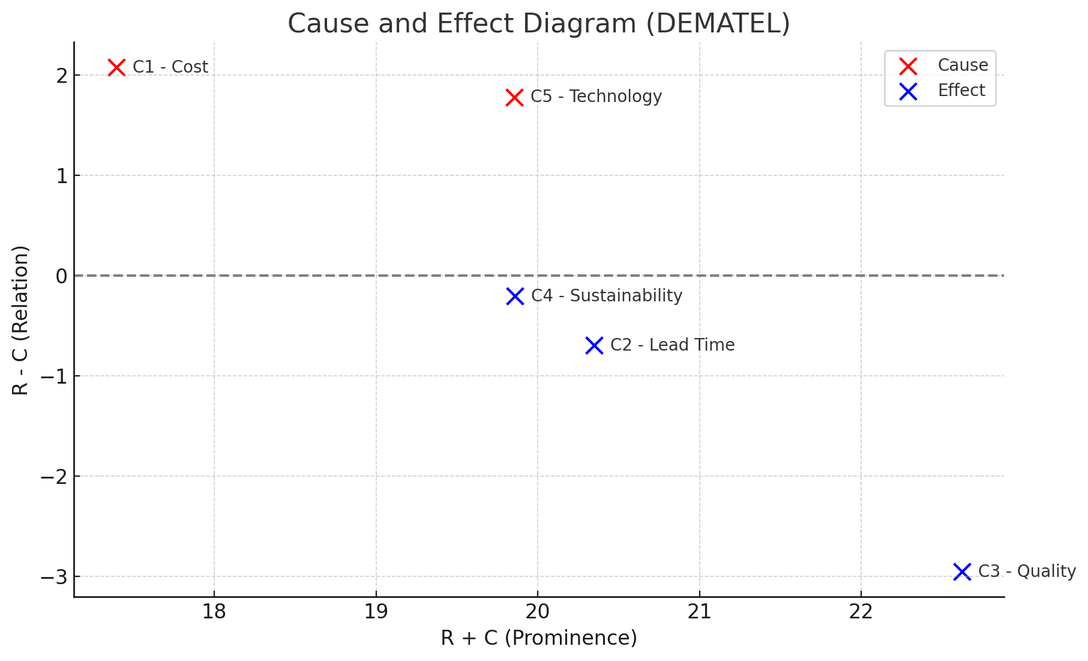 Cause and Effect Diagram (DEMATEL)
C1 - Cost
C5 - Technology
Cause
Effect
C4 - Sustainability
C2 - Lead Time
C3 - Quality
2
1
0
−1
−2
−3
R - C (Relation)
18 19 20 21 22
R + C (Prominence)